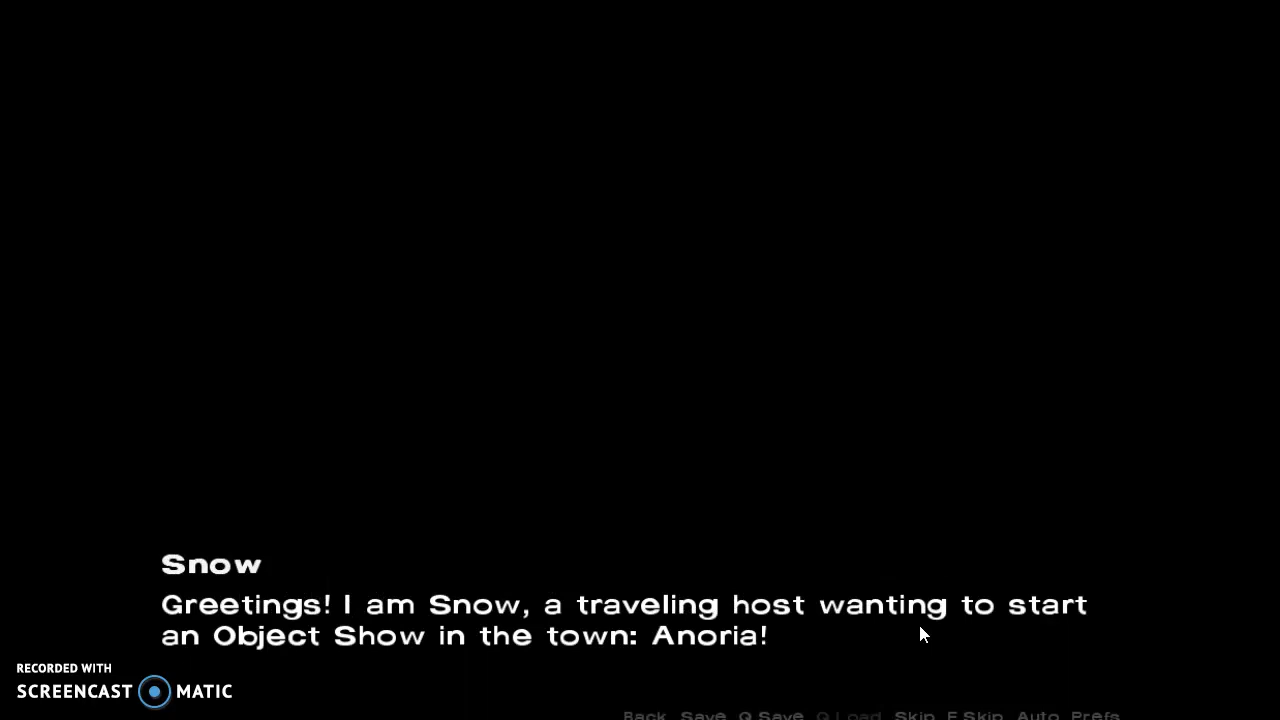 Snow
Greetings! I am Snow, a traveling host wanting to start
an Object Show in the town: Anoria!
RECORDED WITH
SCREENCAST MATIC
Back Save Q Save Q Load Skip F Skip Auto Prefs